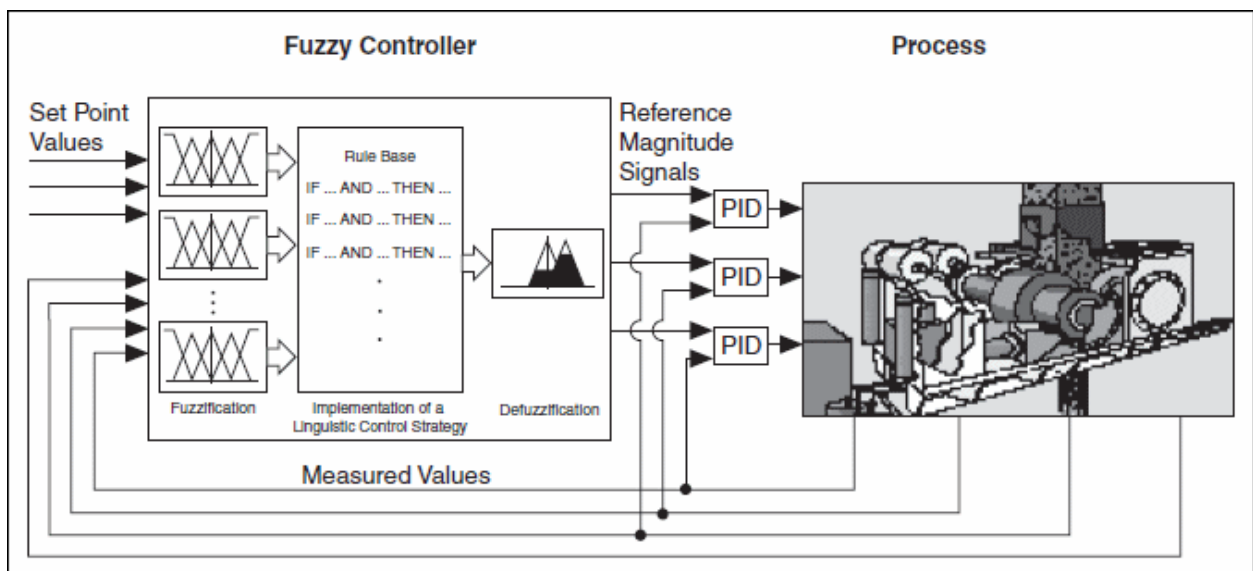 Fuzzy Controller
Process
Set Point
Values
Reference
Magnitude
Signals
Rule Base
IF ... AND ... THEN ...
IF ... AND ... THEN ...
IF ... AND ... THEN ...
PID
PID
PID
Fuzzification
Implementation of a
Linguistic Control Strategy
Defuzzification
Measured Values